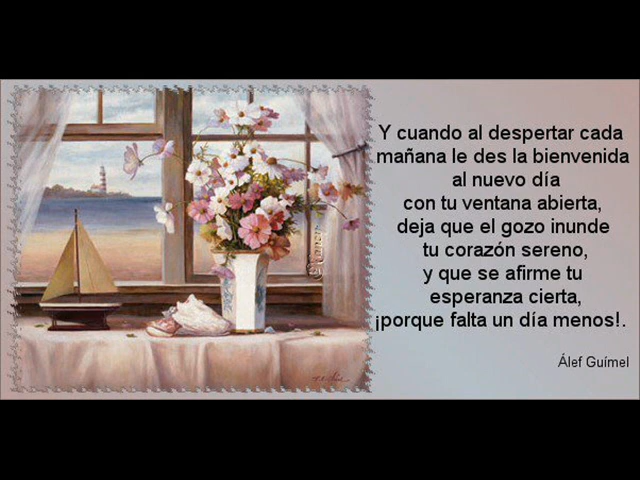 Y cuando al despertar cada
mañana le des la bienvenida
al nuevo día
con tu ventana abierta,
deja que el gozo inunde
tu corazón sereno,
y que se afirme tu
esperanza cierta,
¡porque falta un día menos!.
Álef Guímel